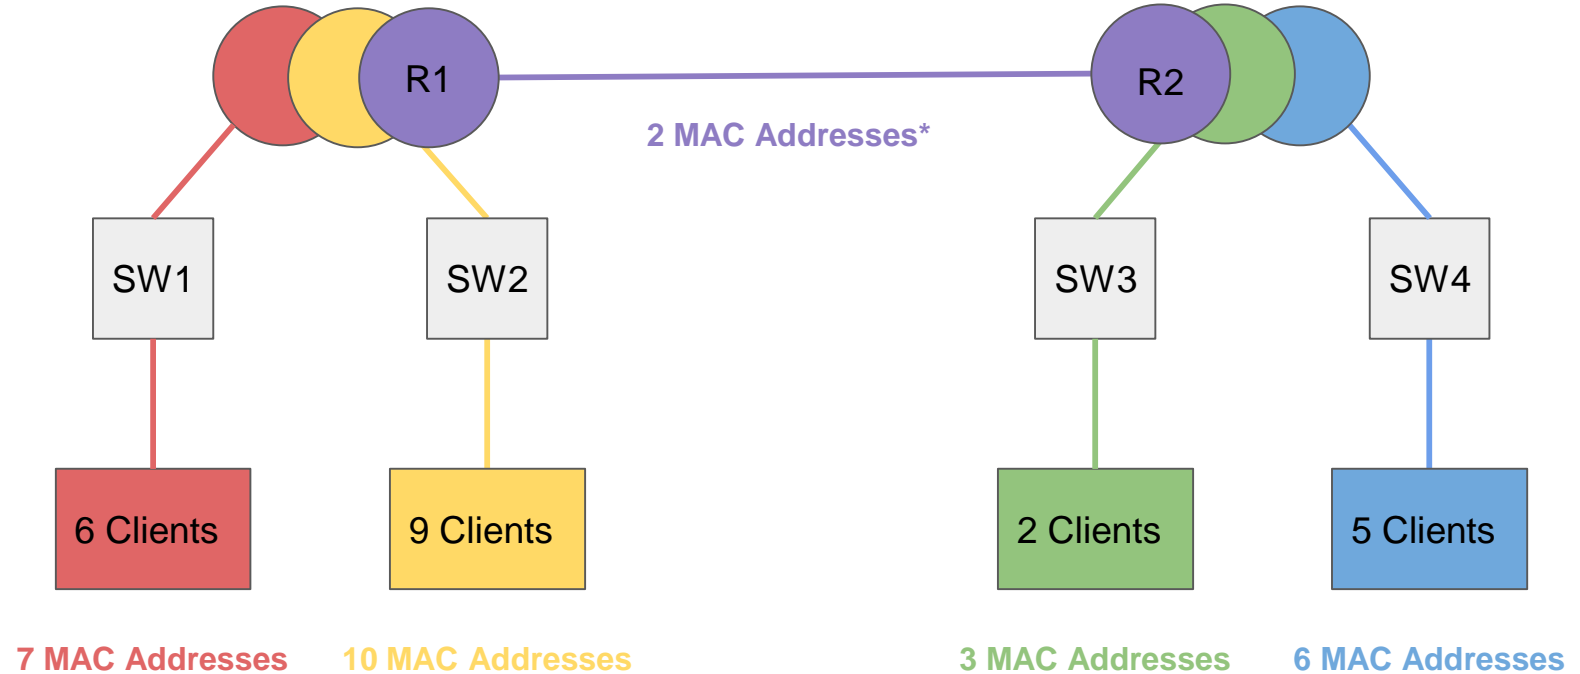 R1
R2
2 MAC Addresses*
SW1
SW2
SW3
SW4
6 Clients
9 Clients
2 Clients
5 Clients
7 MAC Addresses
10 MAC Addresses
3 MAC Addresses
6 MAC Addresses